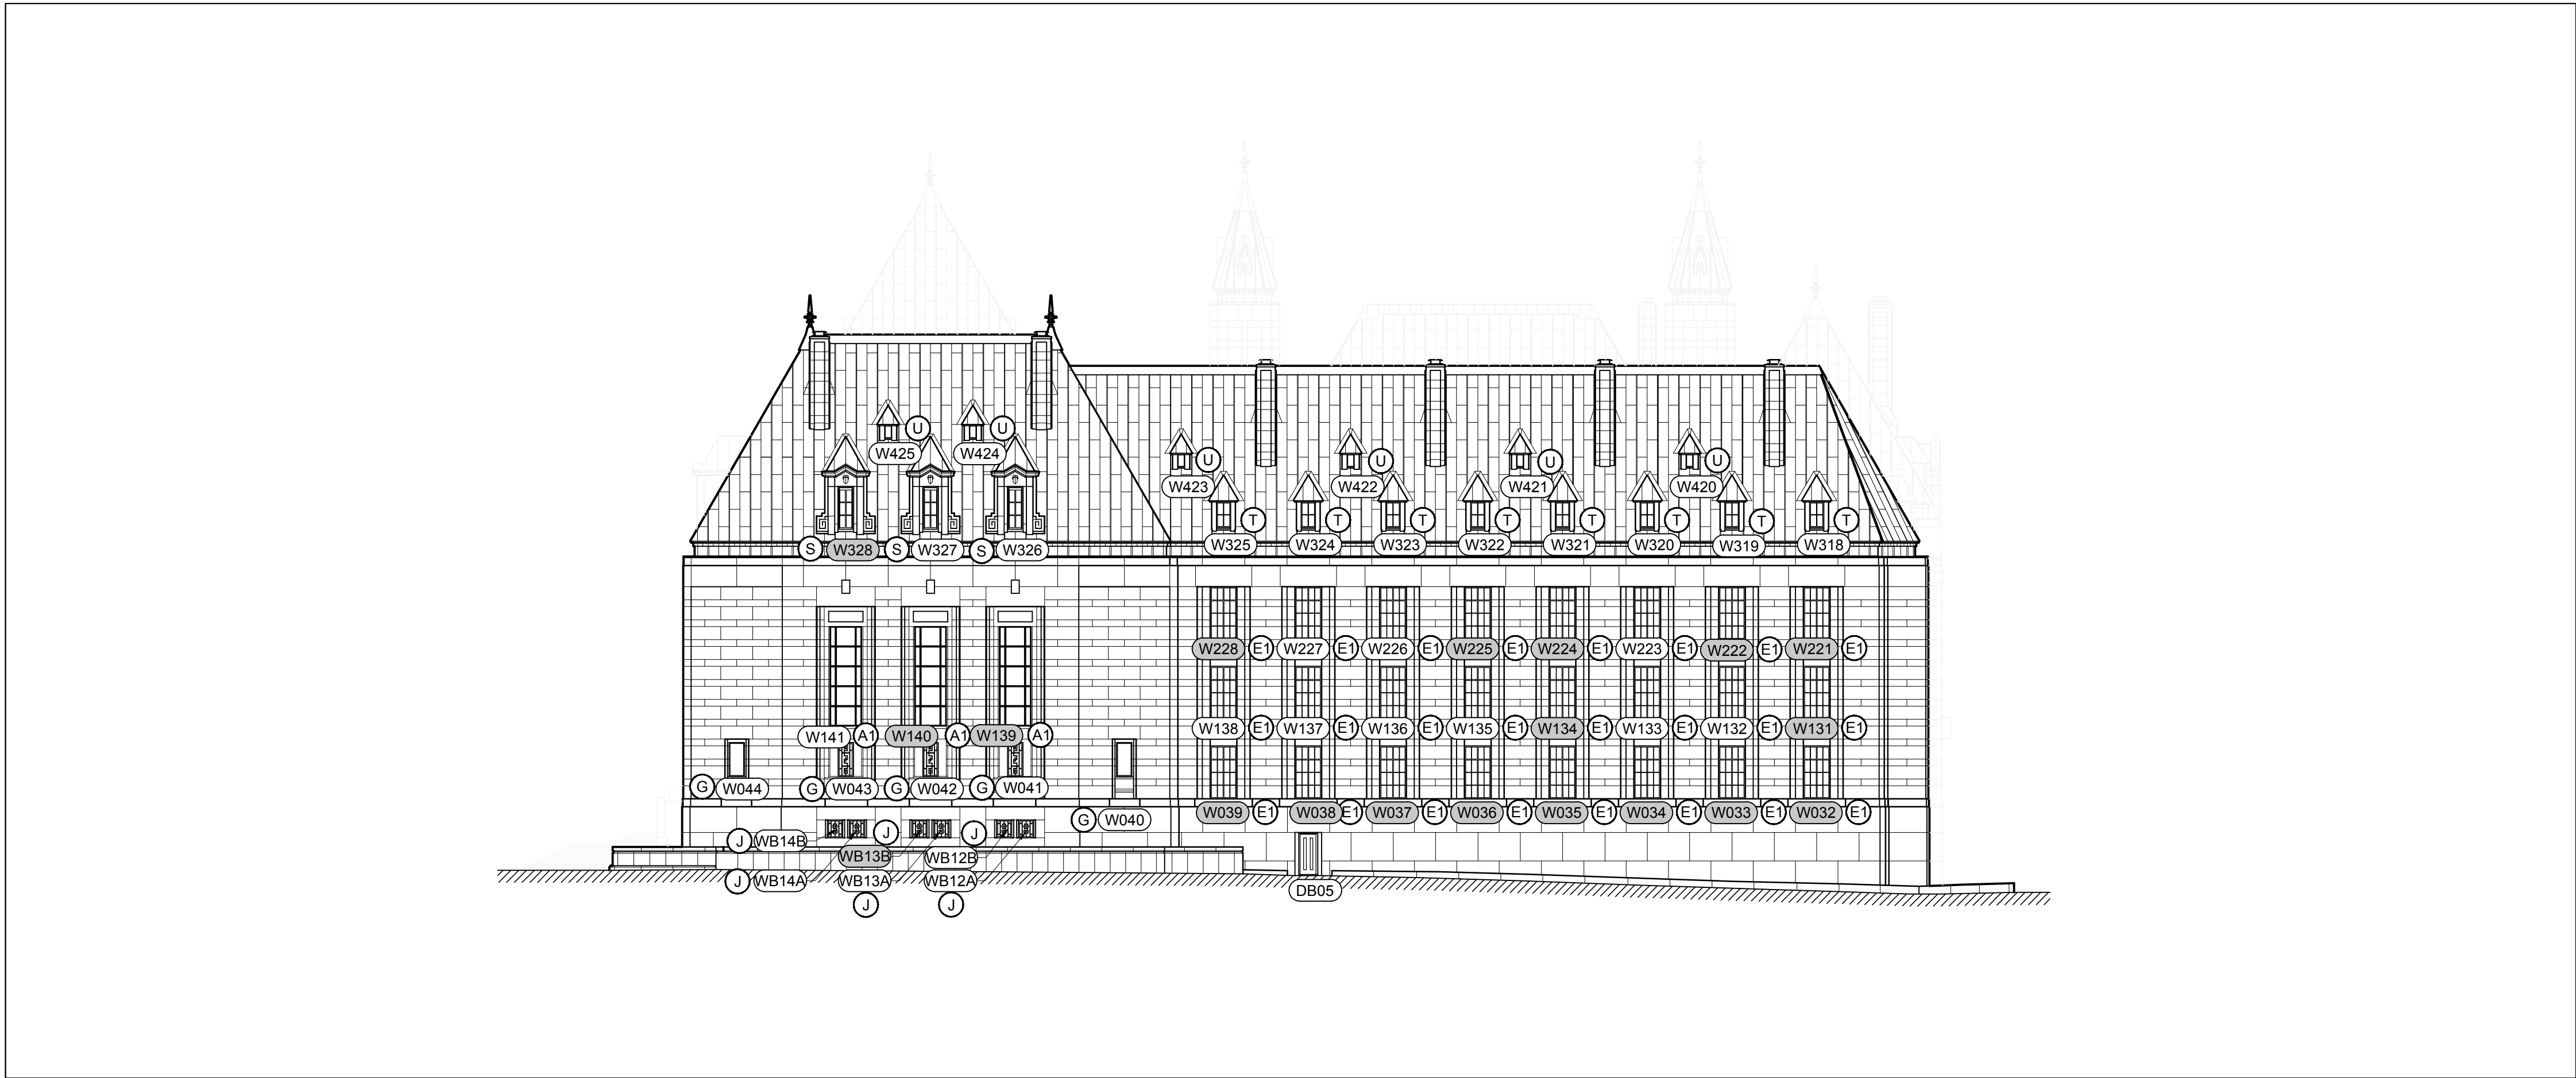 U U
W425 W424
U U U U
W423 W422 W421 W420
T T T T T T T T
W325 W324 W323 W322 W321 W320 W319 W318
S W328 S W327 S W326
W228 E1 W227 E1 W226 E1 W225 E1 W224 E1 W223 E1 W222 E1 W221 E1
W138 E1 W137 E1 W136 E1 W135 E1 W134 E1 W133 E1 W132 E1 W131 E1
W141 A1 W140 A1 W139 A1
G W044 G W043 G W042 G W041
W039 E1 W038 E1 W037 E1 W036 E1 W035 E1 W034 E1 W033 E1 W032 E1
G W040
J WB14B J J
WB13B WB12B
J WB14A WB13A WB12A
DB05
J J